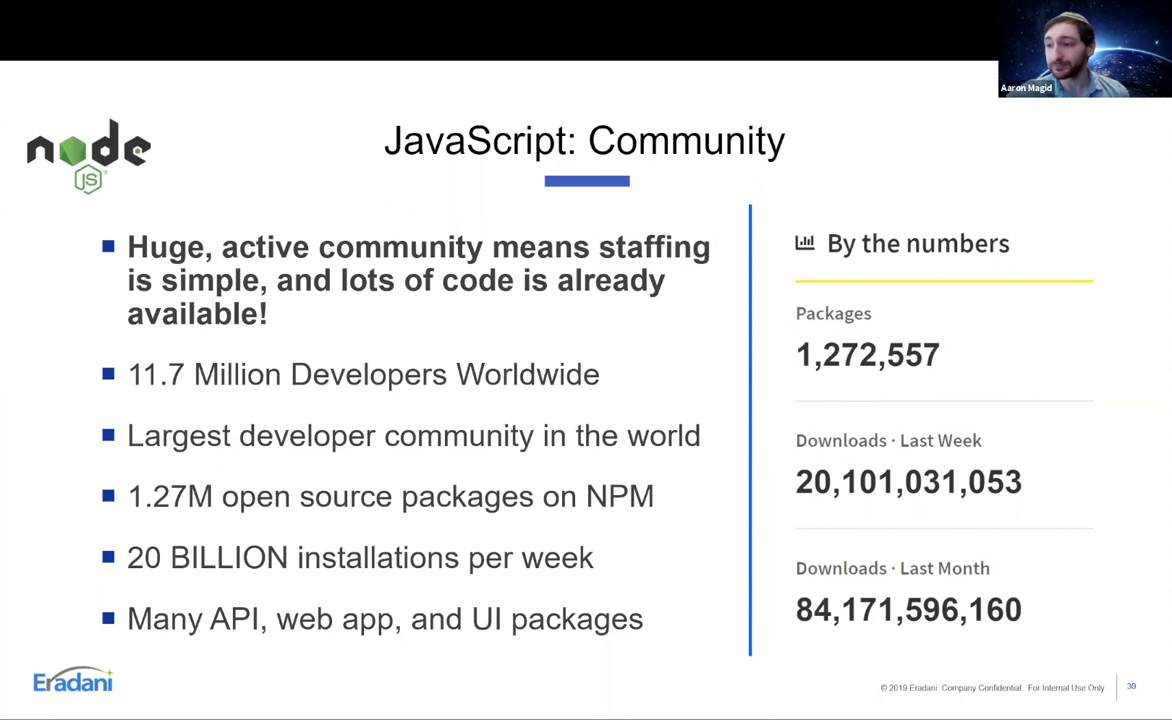 Aaron Magid
node
JS
JavaScript: Community
Huge, active community means staffing
is simple, and lots of code is already
available!
11.7 Million Developers Worldwide
Largest developer community in the world
1.27M open source packages on NPM
20 BILLION installations per week
Many API, web app, and UI packages
By the numbers
Packages
1,272,557
Downloads · Last Week
20,101,031,053
Downloads · Last Month
84,171,596,160
Eradani
© 2019 Eradani. Company Confidential. For Internal Use Only.
30